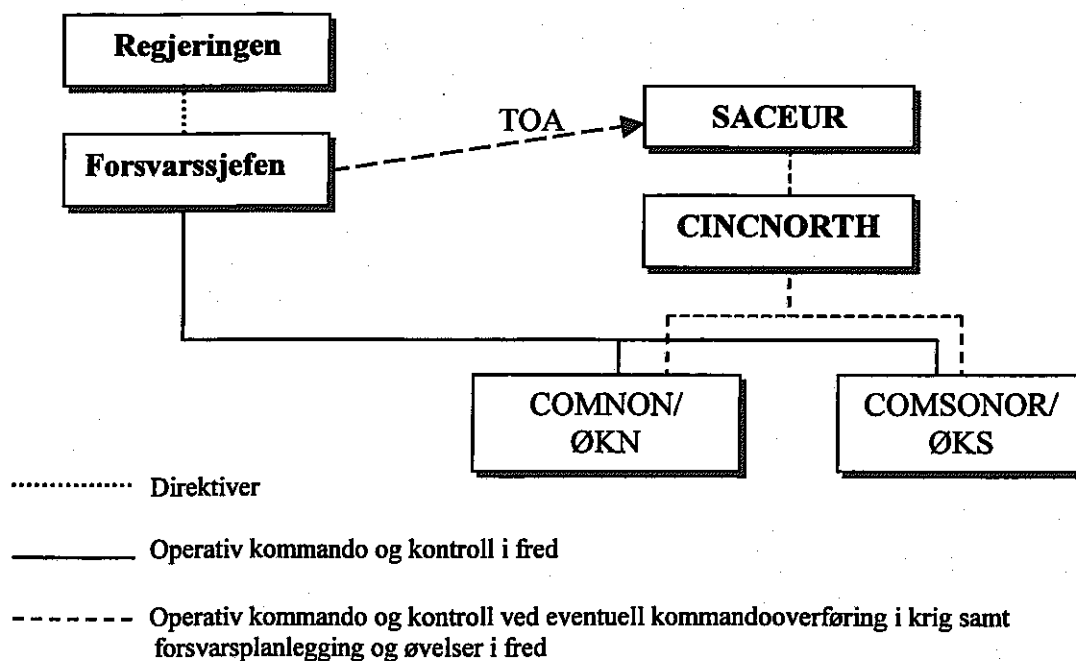 Regjeringen
Forsvarssjefen
TOA
SACEUR
CINCNORTH
COMNON/
ØKN
COMSONOR/
ØKS
Direktiver
Operativ kommando og kontroll i fred
Operativ kommando og kontroll ved eventuell kommandooverføring i krig samt
forsvarsplanlegging og øvelser i fred